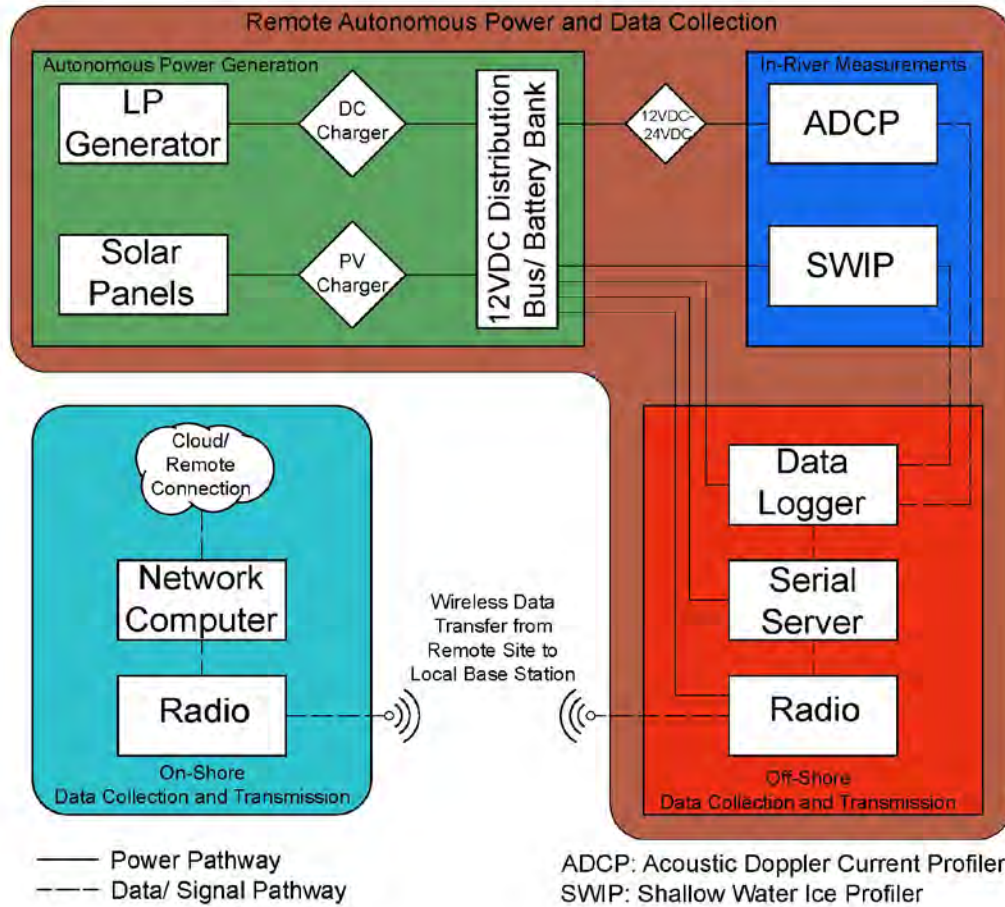 Remote Autonomous Power and Data Collection
Autonomous Power Generation
LP
Generator
DC
Charger
Solar
Panels
PV
Charger
12VDC Distribution
Bus/ Battery Bank
12VDC-
24VDC
In-River Measurements
ADCP
SWIP
Cloud/
Remote
Connection
Network
Computer
Radio
On-Shore
Data Collection and Transmission
Wireless Data
Transfer from
Remote Site to
Local Base Station
Data
Logger
Serial
Server
Radio
Off-Shore
Data Collection and Transmission
Power Pathway
Data/ Signal Pathway
ADCP: Acoustic Doppler Current Profiler
SWIP: Shallow Water Ice Profiler